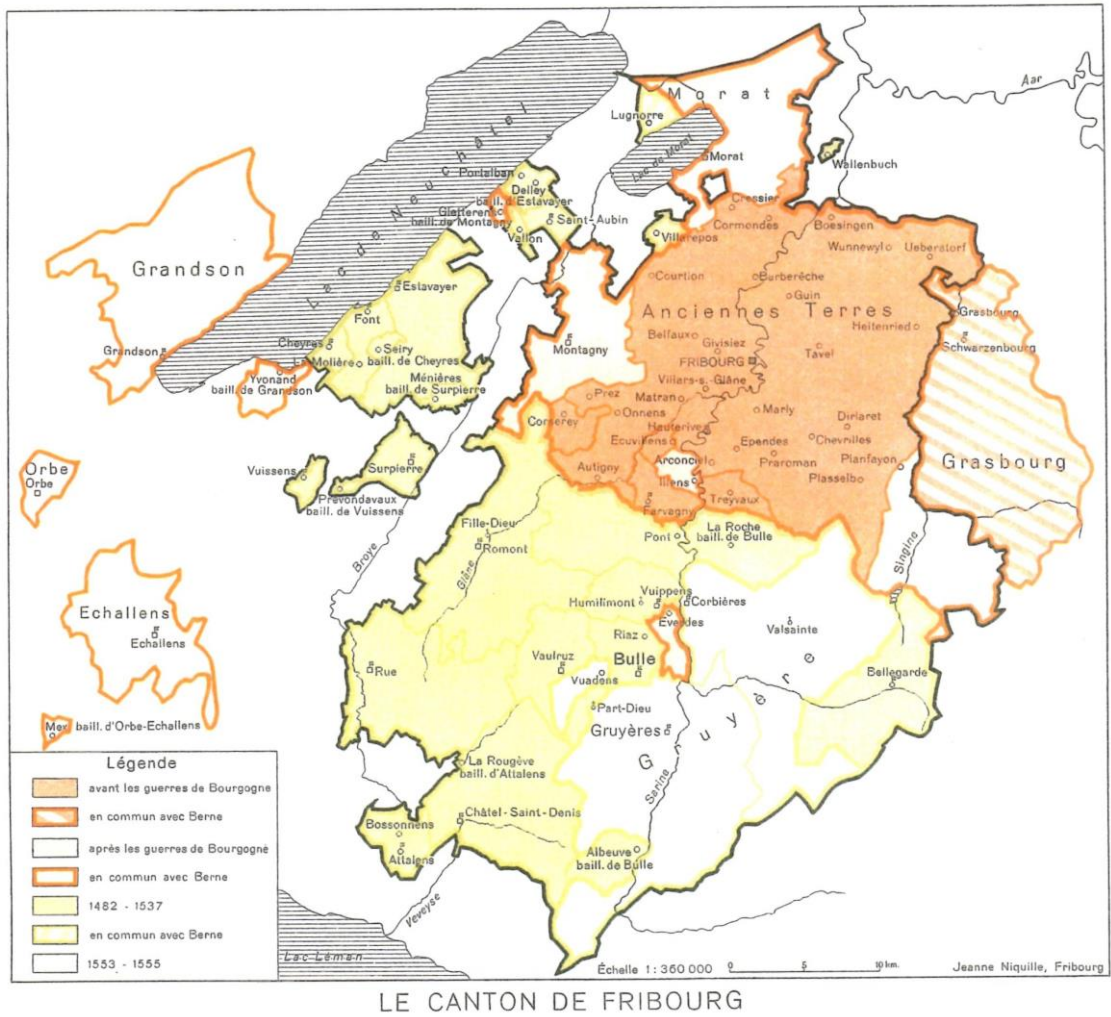 Aar
Morat
Lugnorre
Lac de Morat
Morat
Wallenbuch
Lac de Neuchâtel
Portalban
Delley
baill. d'Estavayer
Gletterens
baill. de Montagny
Saint-Aubin
Vallon
Villarepos
Cressier
Cormondes
Boesingen
Wunnewyl
Ueberstorf
Grandson
Courtion
Barberêche
Estavayer
Guin
Anciennes Terres
Grasbourg
Font
Belfaux
Heitenried
Schwarzenbourg
Cheyres
Grandson
Seiry
baill. de Cheyres
La Molière
Montagny
Givisiez
FRIBOURG
Tavel
Yvonand
baill. de Grandson
Ménières
baill. de Surpierre
Villars-s.-Glâne
Prez
Matran
Onnens
Marly
Corserey
Hauterive
Dirlaret
Ecuvillens
Ependes
Chevrilles
Orbe
Orbe
Vuissens
Surpierre
Autigny
Arconciel
Praroman
Planfayon
Grasbourg
Illens
Plasselb
Prévondavaux
baill. de Vuissens
Treyvaux
Farvagny
Fille-Dieu
Romont
Pont
La Roche
baill. de Bulle
Broye
Glâne
Singine
Echallens
Echallens
Humilimont
Vuippens
Corbières
Everdes
Valsainte
Riaz
Rue
Vaulruz
Bulle
Vuadens
Bellegarde
Part-Dieu
Gruyères
Gruyère
Mex
baill. d'Orbe-Echallens
La Rougève
baill. d'Attalens
Sarine
Châtel-Saint-Denis
Bossonnens
Attalens
Albeuve
baill. de Bulle
Veveyse
Lac Léman
Légende
avant les guerres de Bourgogne
en commun avec Berne
après les guerres de Bourgogne
en commun avec Berne
1482 - 1537
en commun avec Berne
1553 - 1555
Échelle 1:360 000
0 5 10 km.
Jeanne Niquille, Fribourg
LE CANTON DE FRIBOURG